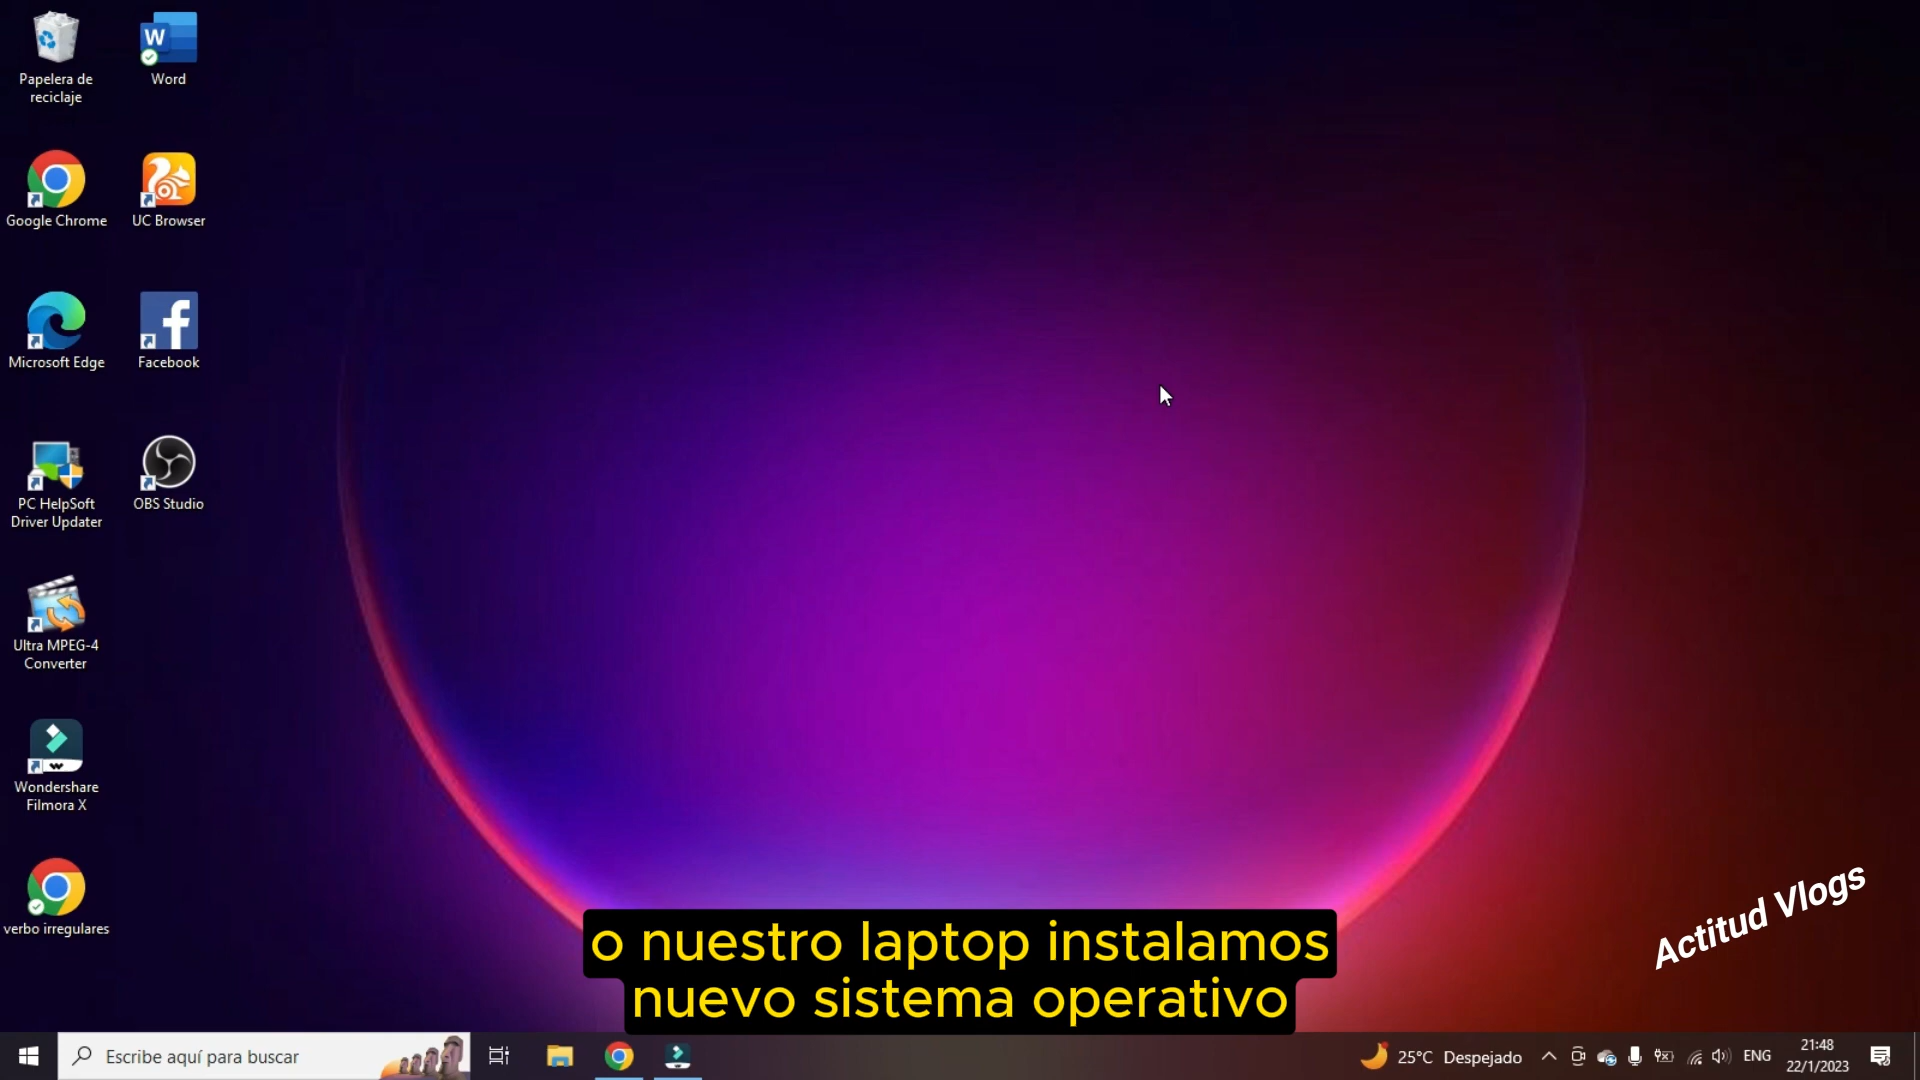 Papelera de
reciclaje
W
Word
Google Chrome
UC Browser
Microsoft Edge
Facebook
PC HelpSoft
Driver Updater
OBS Studio
Ultra MPEG-4
Converter
Wondershare
Filmora X
verbo irregulares
Actitud Vlogs
o nuestro laptop instalamos
nuevo sistema operativo
Escribe aquí para buscar
25°C Despejado
ENG
21:48
22/1/2023